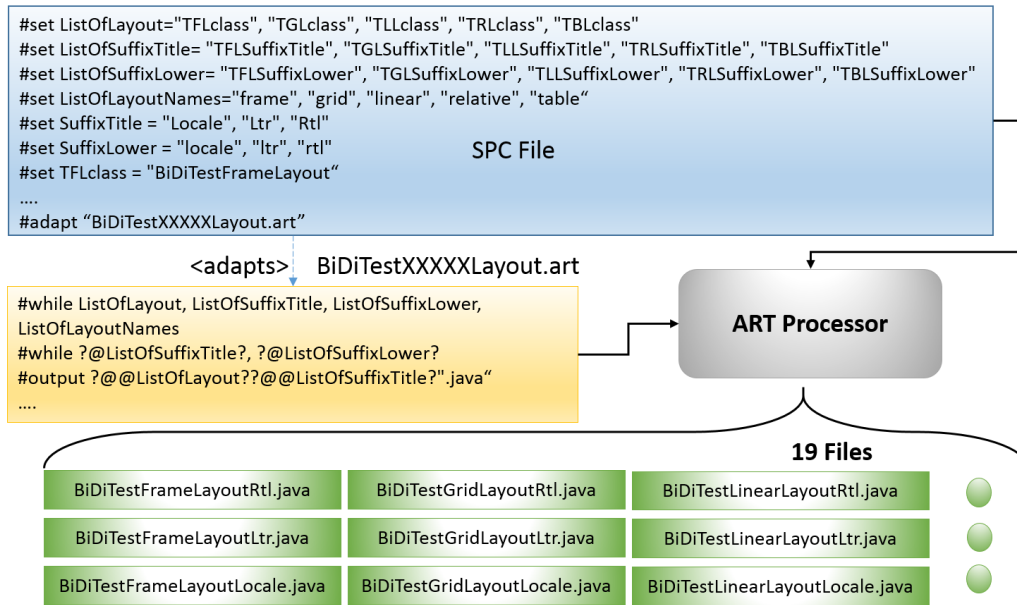 #set ListOfLayout="TFLclass", "TGLclass", "TLLclass", "TRLclass", "TBLclass"
#set ListOfSuffixTitle= "TFLSuffixTitle", "TGLSuffixTitle", "TLLSuffixTitle", "TRLSuffixTitle", "TBLSuffixTitle"
#set ListOfSuffixLower= "TFLSuffixLower", "TGLSuffixLower", "TLLSuffixLower", "TRLSuffixLower", "TBLSuffixLower"
#set ListOfLayoutNames="frame", "grid", "linear", "relative", "table“
#set SuffixTitle = "Locale", "Ltr", "Rtl"
#set SuffixLower = "locale", "ltr", "rtl"
SPC File
#set TFLclass = "BiDiTestFrameLayout“
....
#adapt “BiDiTestXXXXXLayout.art”
<adapts> BiDiTestXXXXXLayout.art
#while ListOfLayout, ListOfSuffixTitle, ListOfSuffixLower,
ListOfLayoutNames
#while ?@ListOfSuffixTitle?, ?@ListOfSuffixLower?
#output ?@@ListOfLayout??@@ListOfSuffixTitle?".java“
....
ART Processor
19 Files
BiDiTestFrameLayoutRtl.java BiDiTestGridLayoutRtl.java BiDiTestLinearLayoutRtl.java
BiDiTestFrameLayoutLtr.java BiDiTestGridLayoutLtr.java BiDiTestLinearLayoutLtr.java
BiDiTestFrameLayoutLocale.java BiDiTestGridLayoutLocale.java BiDiTestLinearLayoutLocale.java